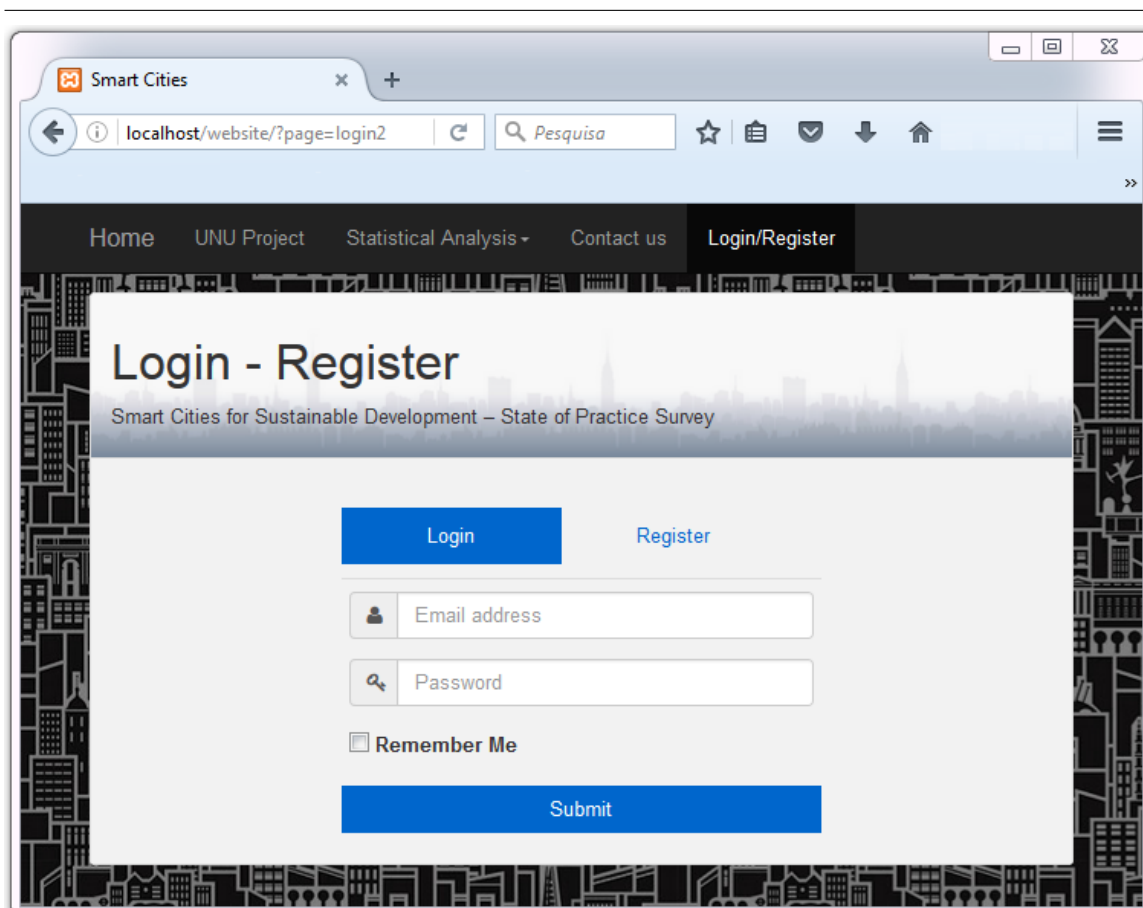 Smart Cities
localhost/website/?page=login2 Pesquisa
Home UNU Project Statistical Analysis Contact us Login/Register
Login - Register
Smart Cities for Sustainable Development – State of Practice Survey
Login Register
Email address
Password
Remember Me
Submit